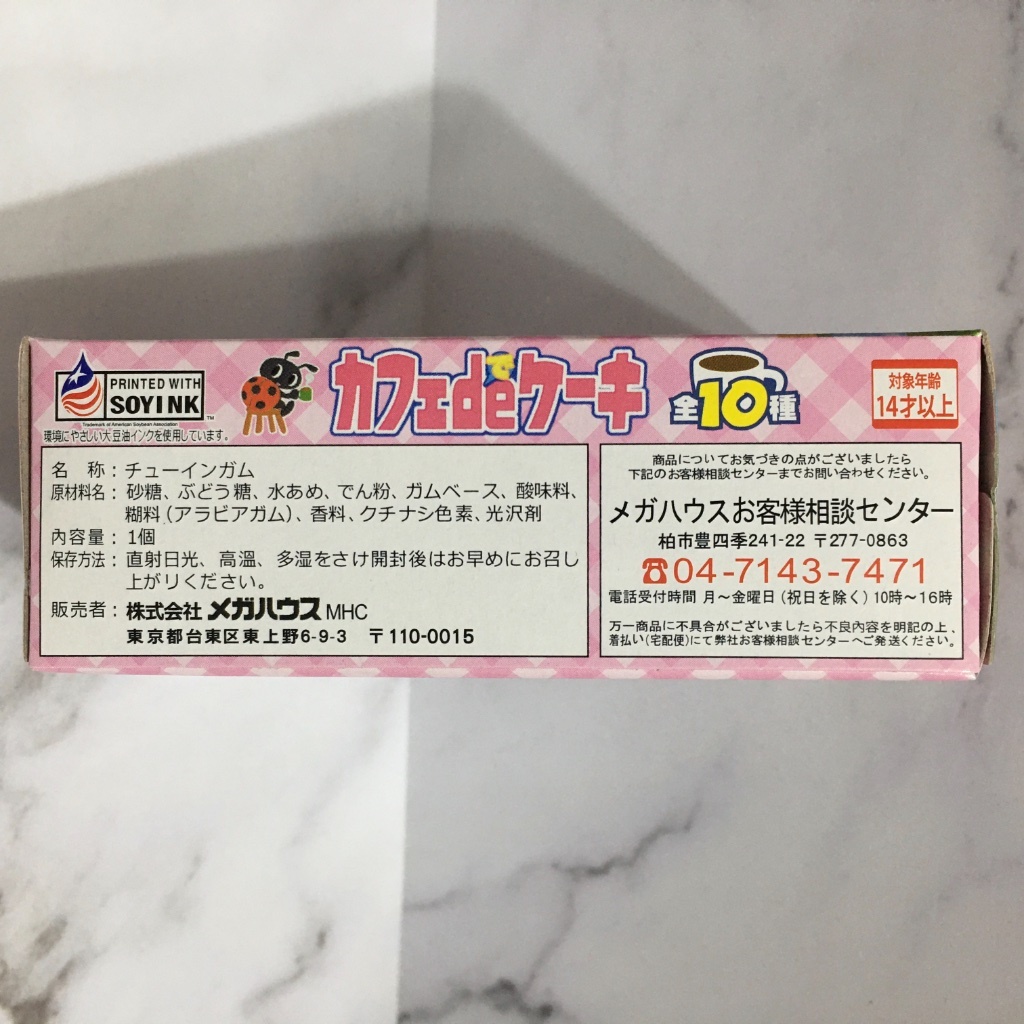 PRINTED WITH
SOY INK™
Trademark of American Soybean Association
環境にやさしい大豆油インクを使用しています。
カフェdeでケーキ
全10種
対象年齢
14才以上
名　称：チューインガム
原材料名：砂糖、ぶどう糖、水あめ、でん粉、ガムベース、酸味料、
糊料（アラビアガム）、香料、クチナシ色素、光沢剤
内容量：1個
保存方法：直射日光、高温、多湿をさけ開封後はお早めにお召し
上がりください。
販売者：株式会社 メガハウス MHC
東京都台東区東上野6-9-3　〒110-0015
商品についてお気づきの点がございましたら
下記のお客様相談センターまでお問い合わせください。
メガハウスお客様相談センター
柏市豊四季241-22 〒277-0863
☎04-7143-7471
電話受付時間 月～金曜日（祝日を除く）10時～16時
万一商品に不具合がございましたら不良内容を明記の上、
着払い（宅配便）にて弊社お客様相談センターへご発送ください。